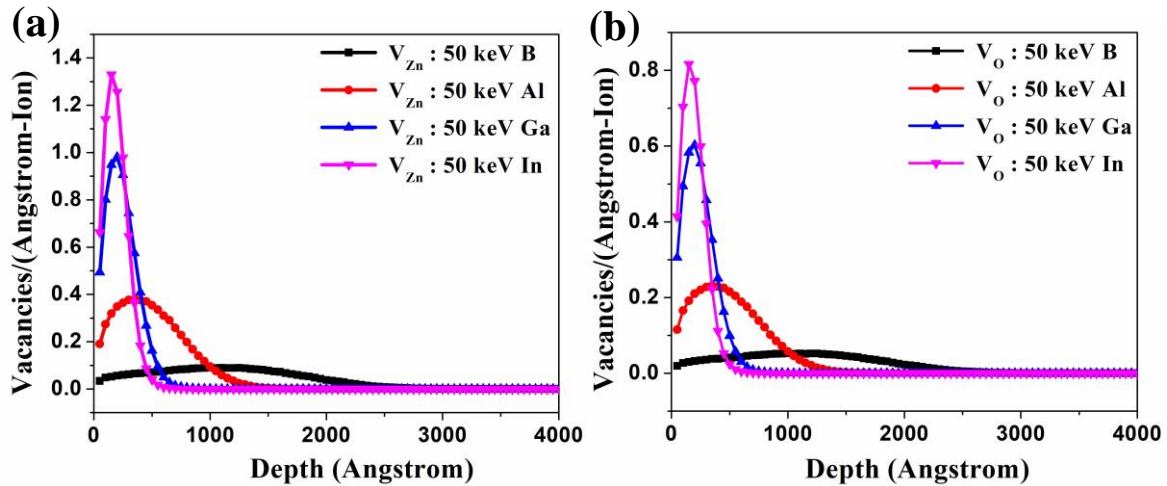 (a)
V_Zn : 50 keV B
V_Zn : 50 keV Al
V_Zn : 50 keV Ga
V_Zn : 50 keV In
Vacancies/(Angstrom-Ion)
1.4
1.2
1.0
0.8
0.6
0.4
0.2
0.0
0 1000 2000 3000 4000
Depth (Angstrom)
(b)
V_O : 50 keV B
V_O : 50 keV Al
V_O : 50 keV Ga
V_O : 50 keV In
Vacancies/(Angstrom-Ion)
0.8
0.6
0.4
0.2
0.0
0 1000 2000 3000 4000
Depth (Angstrom)